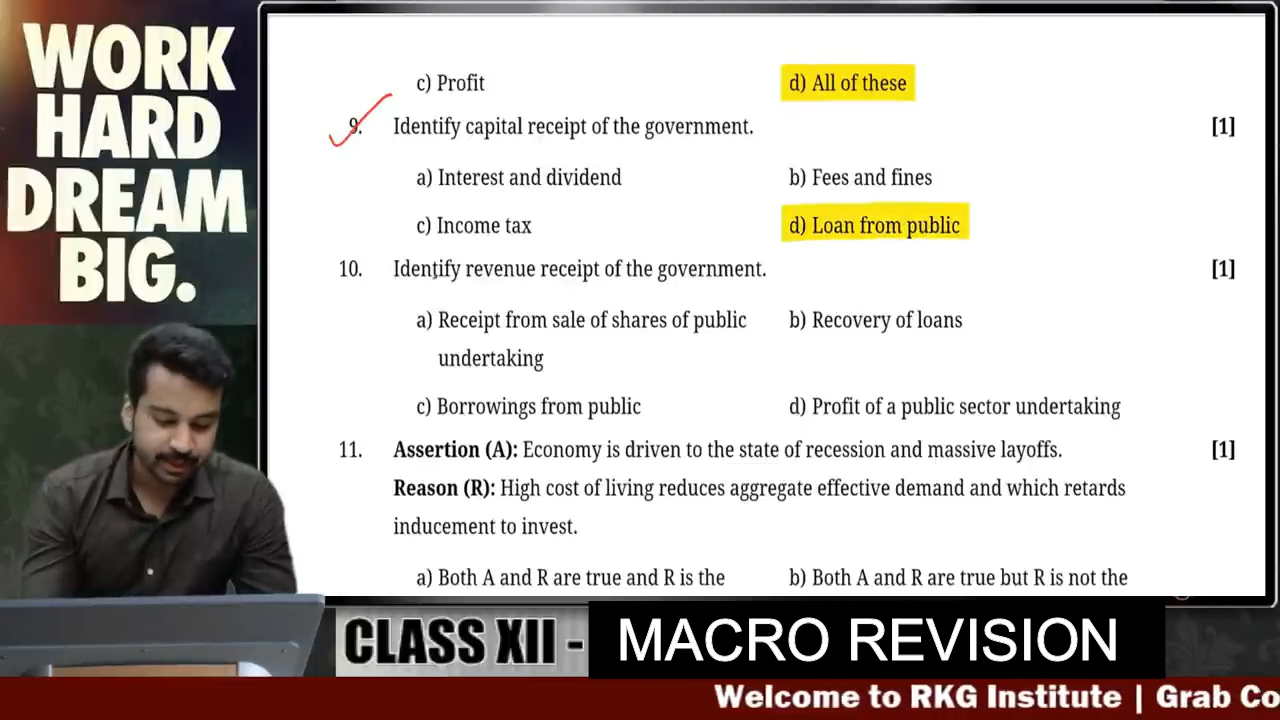 WORK
HARD
DREAM
BIG.
c) Profit
d) All of these
9. Identify capital receipt of the government. [1]
a) Interest and dividend
b) Fees and fines
c) Income tax
d) Loan from public
10. Identify revenue receipt of the government. [1]
a) Receipt from sale of shares of public
undertaking
b) Recovery of loans
c) Borrowings from public
d) Profit of a public sector undertaking
11. Assertion (A): Economy is driven to the state of recession and massive layoffs. [1]
Reason (R): High cost of living reduces aggregate effective demand and which retards
inducement to invest.
a) Both A and R are true and R is the
b) Both A and R are true but R is not the
CLASS XII - MACRO REVISION
Welcome to RKG Institute | Grab Co